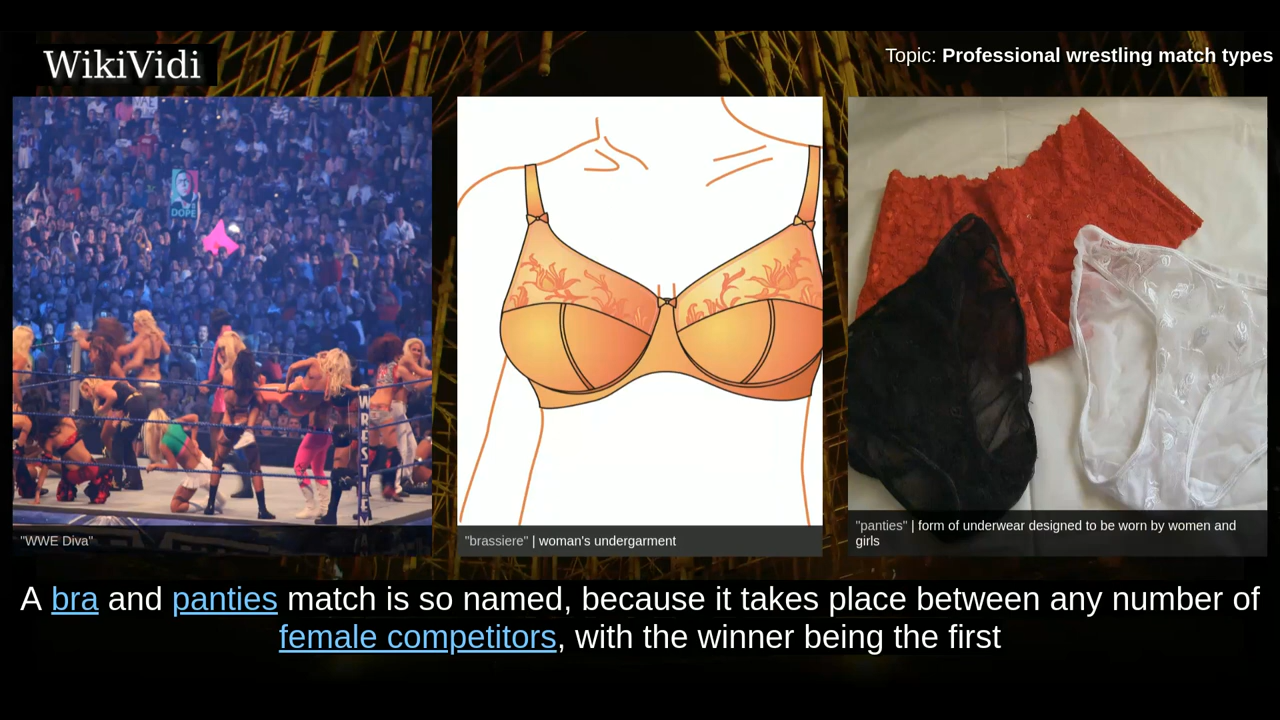 WikiVidi
Topic: Professional wrestling match types
DOPE
WRESTLEM
"WWE Diva"
"brassiere" | woman's undergarment
"panties" | form of underwear designed to be worn by women and
girls
A bra and panties match is so named, because it takes place between any number of
female competitors, with the winner being the first